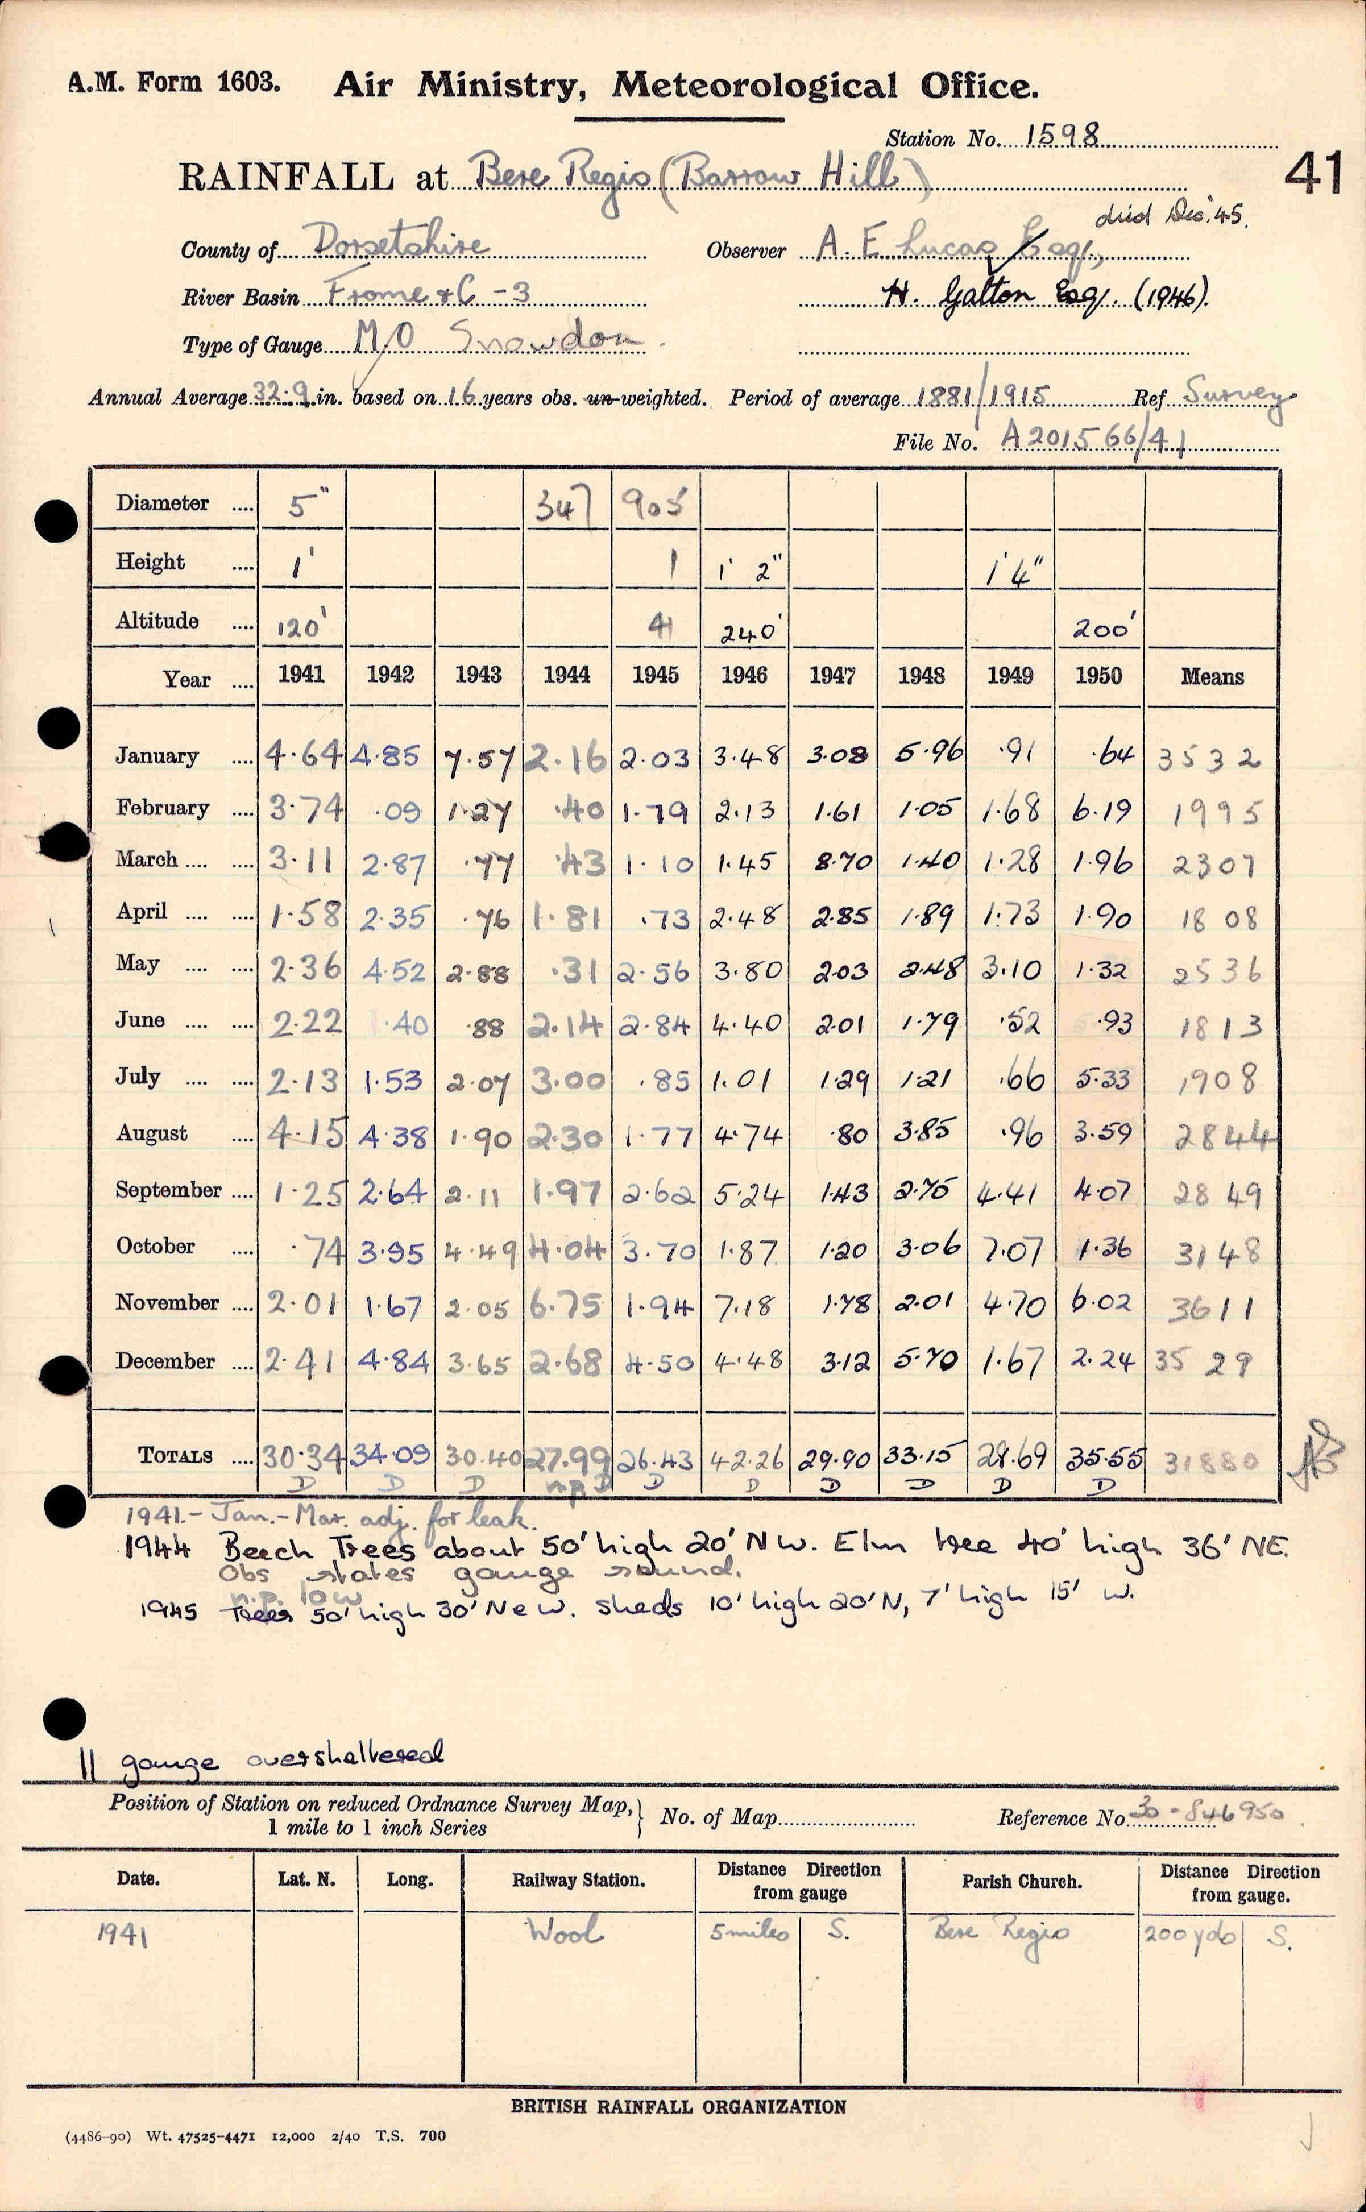 A.M. Form 1603. Air Ministry, Meteorological Office.
Station No. 1598
41
RAINFALL at Bere Regis (Barrow Hill)
died Dec. '45.
County of Dorsetshire Observer A. E. Lucas Esq.,
River Basin Frome &C - 3 H. Galton Esq. (1946).
Type of Gauge M/O Snowdon.
Annual Average 32.9 in. based on 16 years obs. un-weighted. Period of average 1881/1915 Ref Survey
File No. A201566/41
Diameter .... 5" 347 905
Height .... 1' 1 1' 2" 1' 4"
Altitude .... 120' 41 240' 200'
Year .... 1941 1942 1943 1944 1945 1946 1947 1948 1949 1950 Means
January .... 4.64 4.85 7.57 2.16 2.03 3.48 3.08 5.96 .91 .64 3532
February .... 3.74 .09 1.27 .40 1.79 2.13 1.61 1.05 1.68 6.19 1995
March .... .... 3.11 2.87 .77 .43 1.10 1.45 8.70 1.40 1.28 1.96 2307
April .... .... 1.58 2.35 .76 1.81 .73 2.48 2.85 1.89 1.73 1.90 1808
May .... .... 2.36 4.52 2.88 .31 2.56 3.80 2.03 2.48 3.10 1.32 2536
June .... .... 2.22 .40 .88 2.14 2.84 4.40 2.01 1.79 .52 .93 1813
July .... .... 2.13 1.53 2.07 3.00 .85 1.01 1.29 1.21 .66 5.33 1908
August .... 4.15 4.38 1.90 2.30 1.77 4.74 .80 3.85 .96 3.59 2844
September .... 1.25 2.64 2.11 1.97 2.62 5.24 1.43 2.75 4.41 4.07 2849
October .... .74 3.95 4.49 4.04 3.70 1.87 1.20 3.06 7.07 1.36 3148
November .... 2.01 1.67 2.05 6.75 1.94 7.18 1.78 2.01 4.70 6.02 3611
December .... 2.41 4.84 3.65 2.68 4.50 4.48 3.12 5.70 1.67 2.24 3529
TOTALS .... 30.34 34.09 30.40 27.99 26.43 42.26 29.90 33.15 28.69 35.55 31880
D D D n.p D D D D D D D
1941.- Jan.- Mar. adj. for leak.
1944 Beech Trees about 50' high 20' NW. Elm tree 40' high 36' NE.
Obs states gauge sound.
n.p. low
1945 Trees 50' high 30' N & W. Sheds 10' high 20' N, 7' high 15' W.
|| gauge oversheltered
Position of Station on reduced Ordnance Survey Map, 1 mile to 1 inch Series } No. of Map Reference No. 30 - 846950.
Date. Lat. N. Long. Railway Station. Distance Direction from gauge Parish Church. Distance Direction from gauge.
1941 Wool 5 miles S. Bere Regis 200 yds S.
BRITISH RAINFALL ORGANIZATION
(4486-90) Wt. 47525-4471 12,000 2/40 T.S. 700